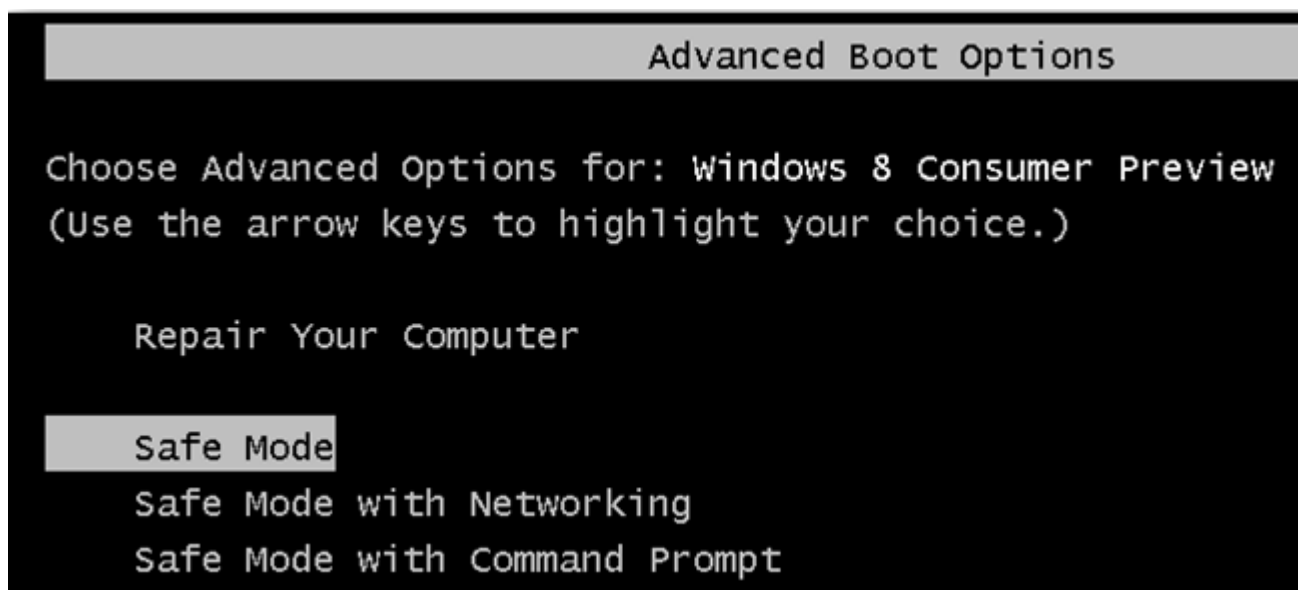 Advanced Boot Options
Choose Advanced Options for: Windows 8 Consumer Preview
(Use the arrow keys to highlight your choice.)
Repair Your Computer
Safe Mode
Safe Mode with Networking
Safe Mode with Command Prompt